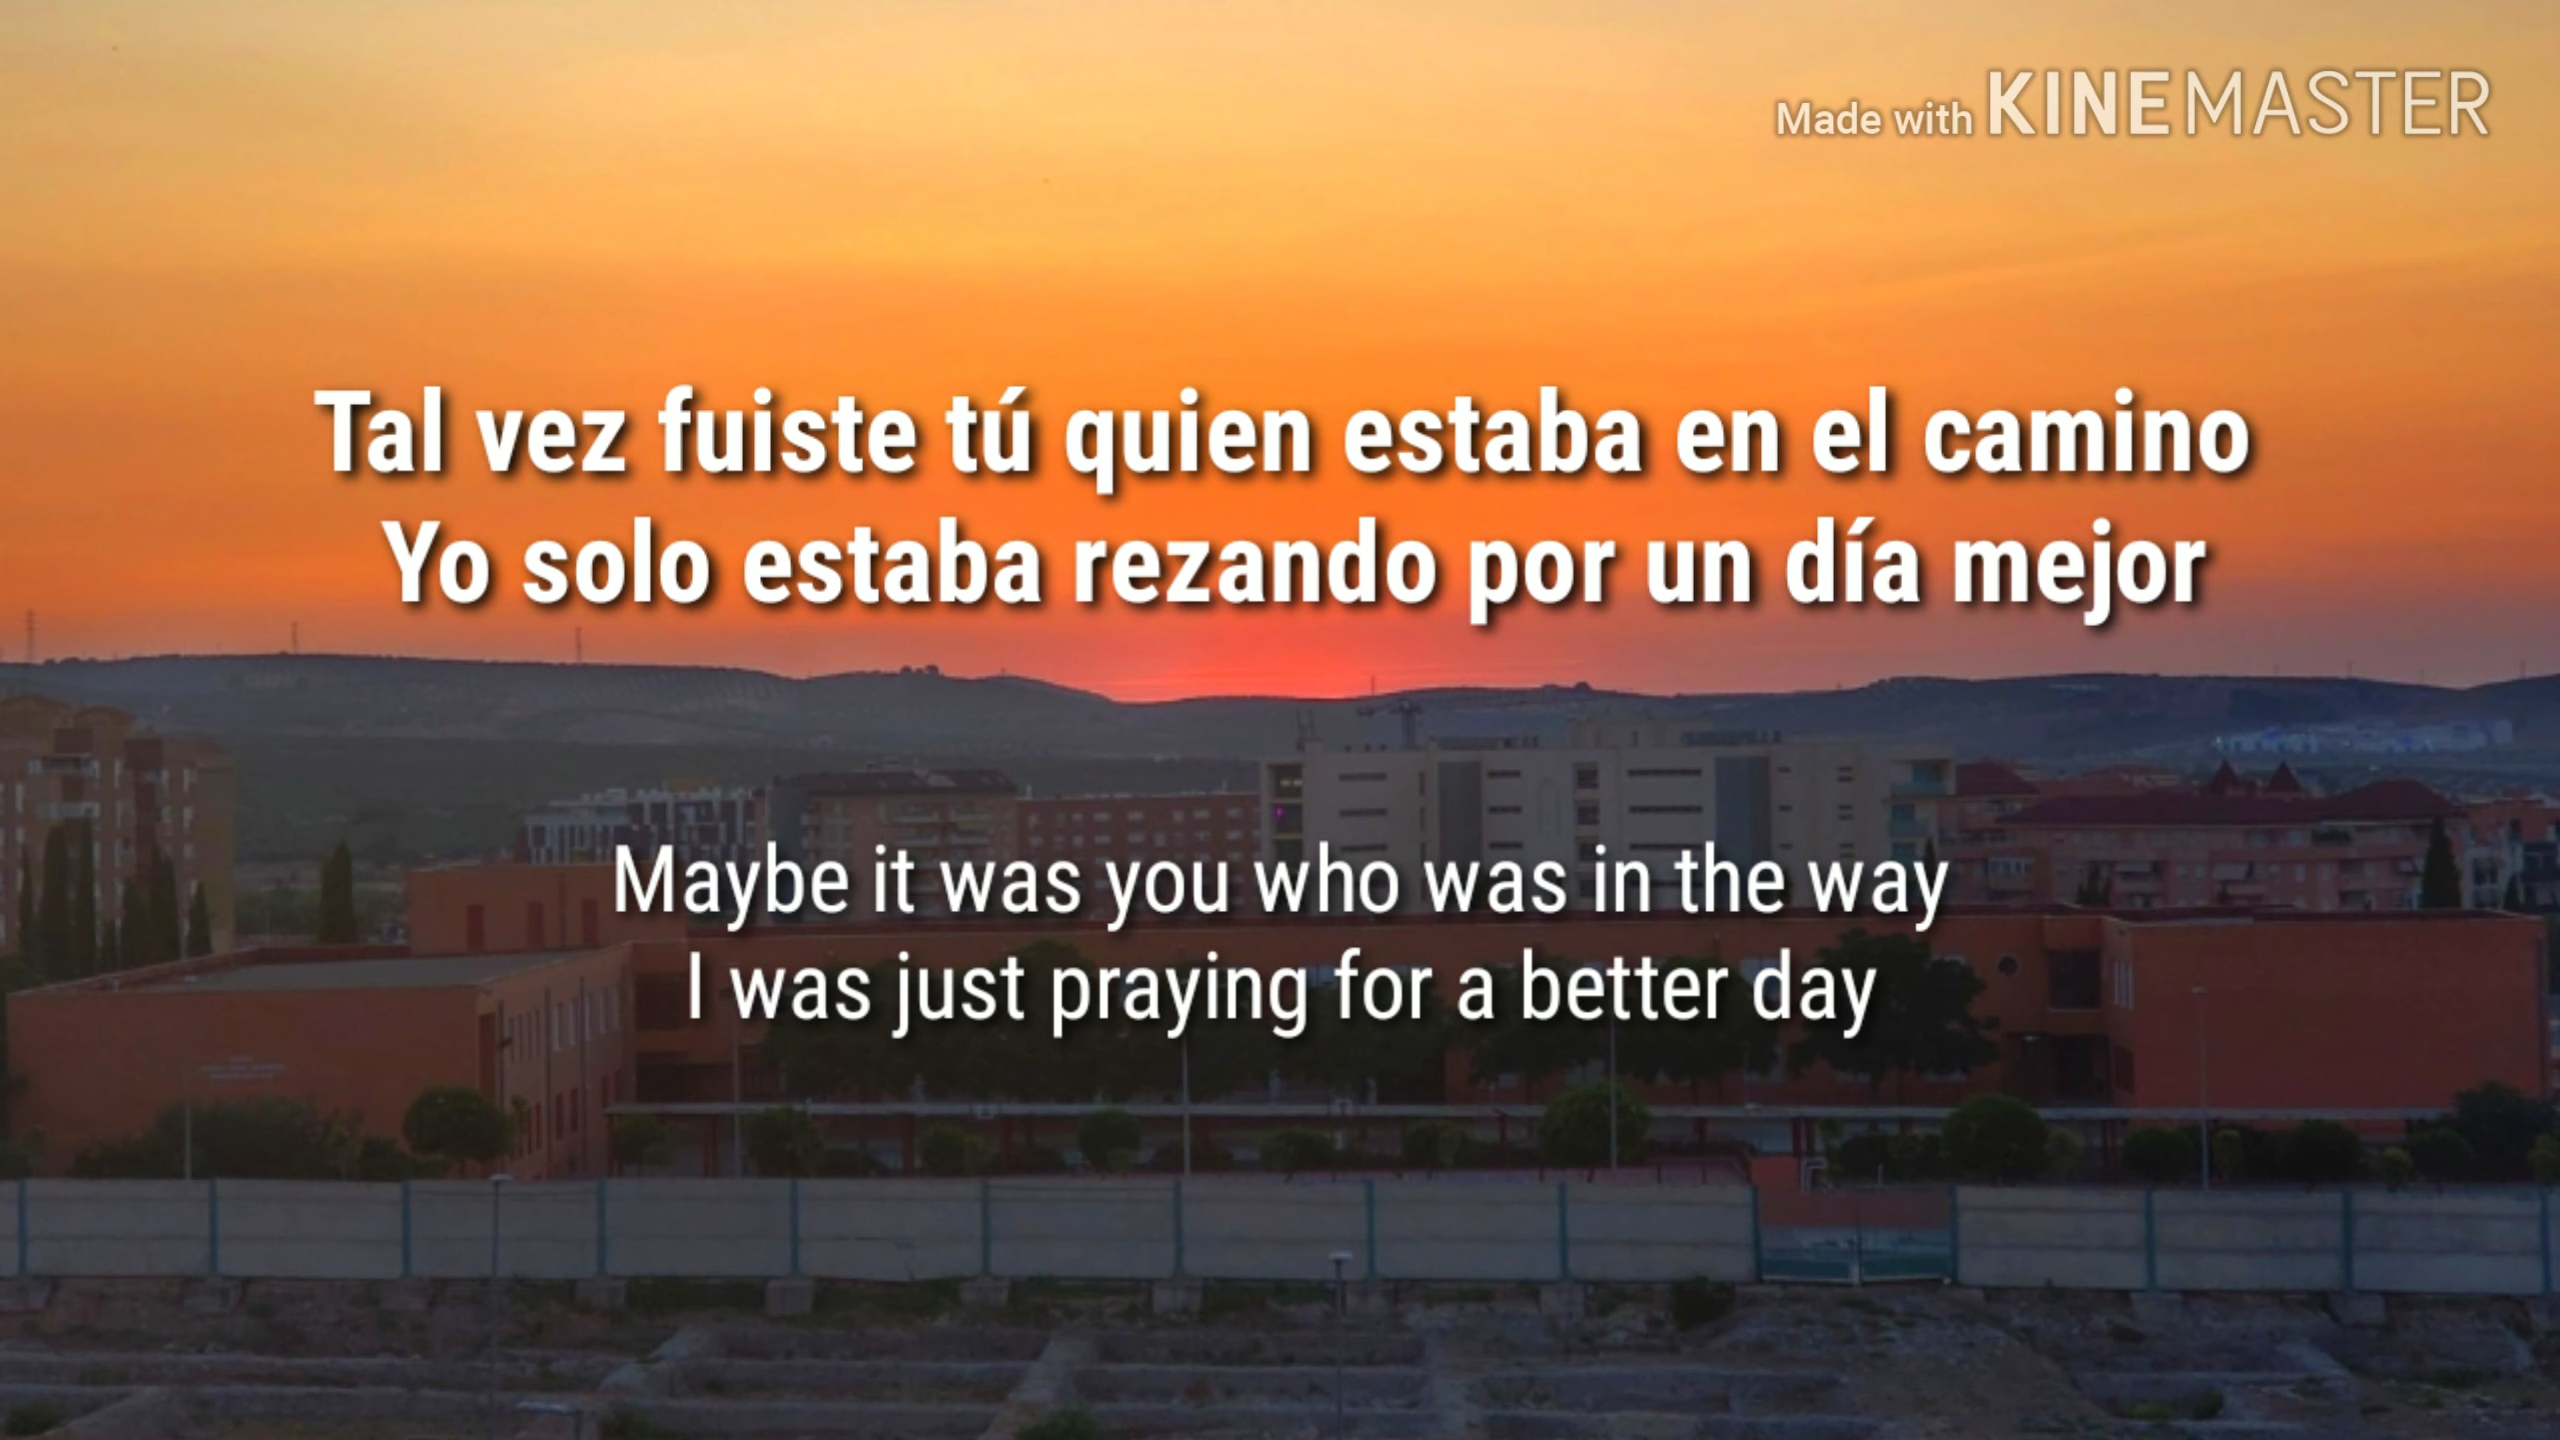 Made with KINEMASTER
Tal vez fuiste tú quien estaba en el camino
Yo solo estaba rezando por un día mejor
Maybe it was you who was in the way
I was just praying for a better day